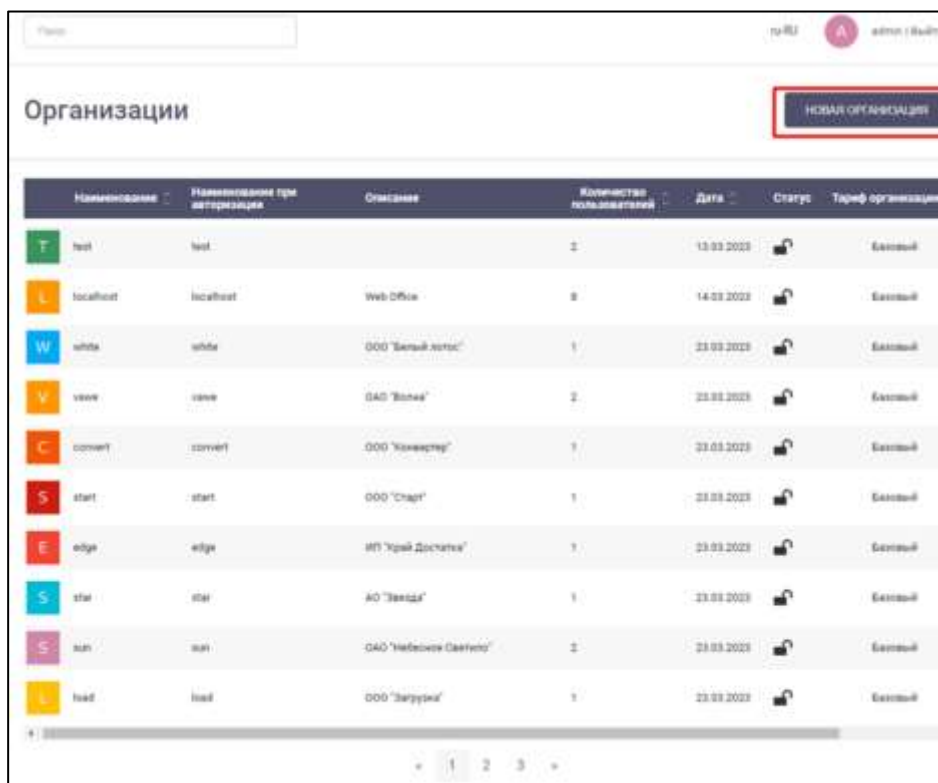 Поиск
ru-RU A admin | Выйти
Организации
НОВАЯ ОРГАНИЗАЦИЯ
Наименование Наименование при авторизации Описание Количество пользователей Дата Статус Тариф организации
T test test 2 13.03.2023 Базовый
L localhost localhost Web Office 8 14.03.2023 Базовый
W white white ООО "Белый лотос" 1 23.03.2023 Базовый
V vawe vawe ОАО "Волна" 2 23.03.2023 Базовый
C convert convert ООО "Конвертер" 1 23.03.2023 Базовый
S start start ООО "Старт" 1 23.03.2023 Базовый
E edge edge ИП "Край Достатка" 1 23.03.2023 Базовый
S star star АО "Звезда" 1 23.03.2023 Базовый
S sun sun ОАО "Небесное Светило" 2 23.03.2023 Базовый
L load load ООО "Загрузка" 1 23.03.2023 Базовый
« 1 2 3 »